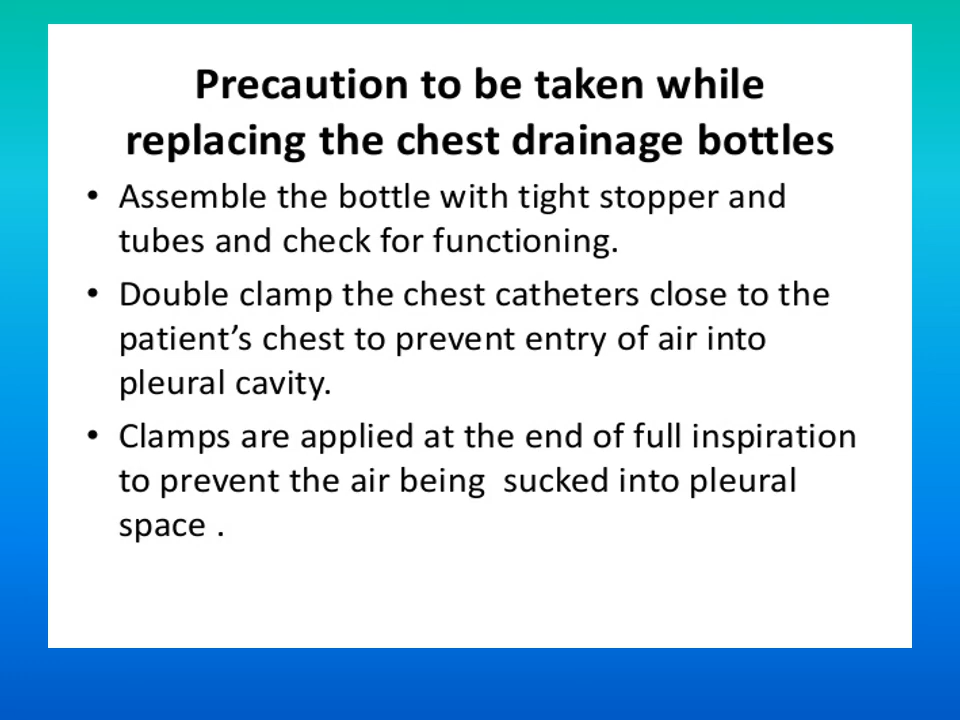 Precaution to be taken while
replacing the chest drainage bottles
• Assemble the bottle with tight stopper and
tubes and check for functioning.
• Double clamp the chest catheters close to the
patient’s chest to prevent entry of air into
pleural cavity.
• Clamps are applied at the end of full inspiration
to prevent the air being  sucked into pleural
space .